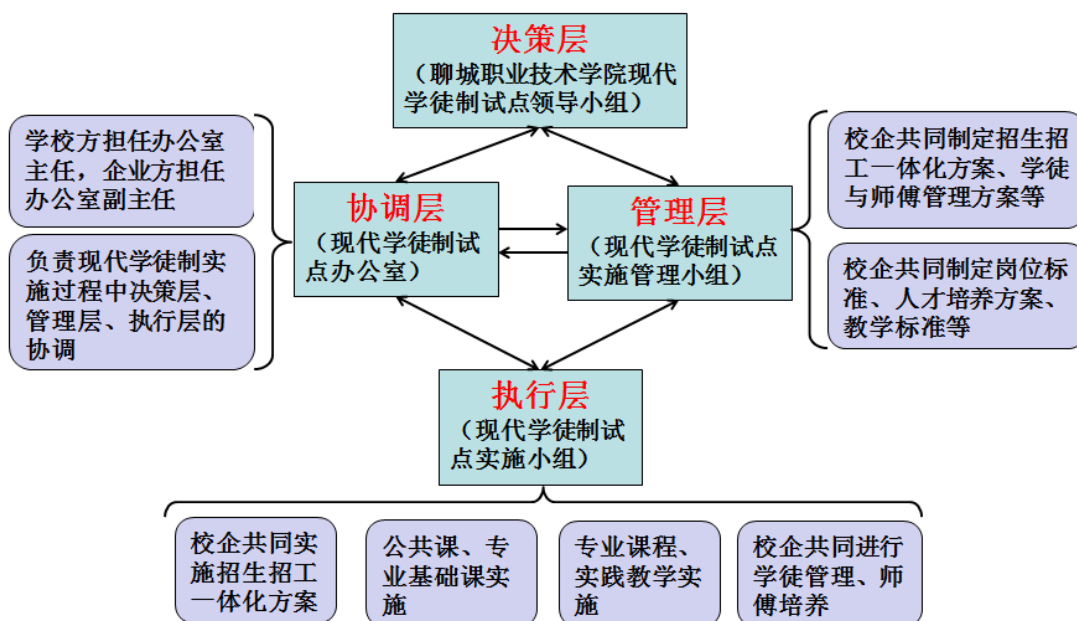 决策层
（聊城职业技术学院现代
学徒制试点领导小组）
学校方担任办公室
主任，企业方担任
办公室副主任
负责现代学徒制实
施过程中决策层、
管理层、执行层的
协调
协调层
（现代学徒制试
点办公室）
管理层
（现代学徒制试点
实施管理小组）
校企共同制定招生招
工一体化方案、学徒
与师傅管理方案等
校企共同制定岗位标
准、人才培养方案、
教学标准等
执行层
（现代学徒制试
点实施小组）
校企共同实
施招生招工
一体化方案
公共课、专
业基础课实
施
专业课程、
实践教学实
施
校企共同进行
学徒管理、师
傅培养